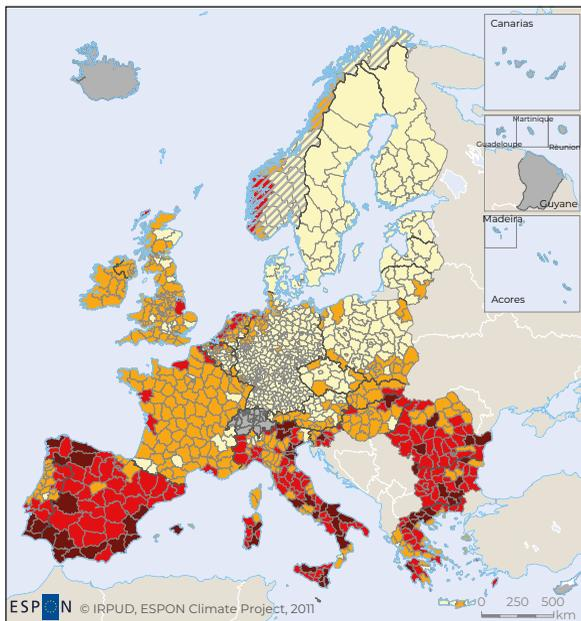 Canarias
Martinique
Guadeloupe
Réunion
Guyane
Madeira
Acores
ESPON © IRPUD, ESPON Climate Project, 2011
0 250 500
km